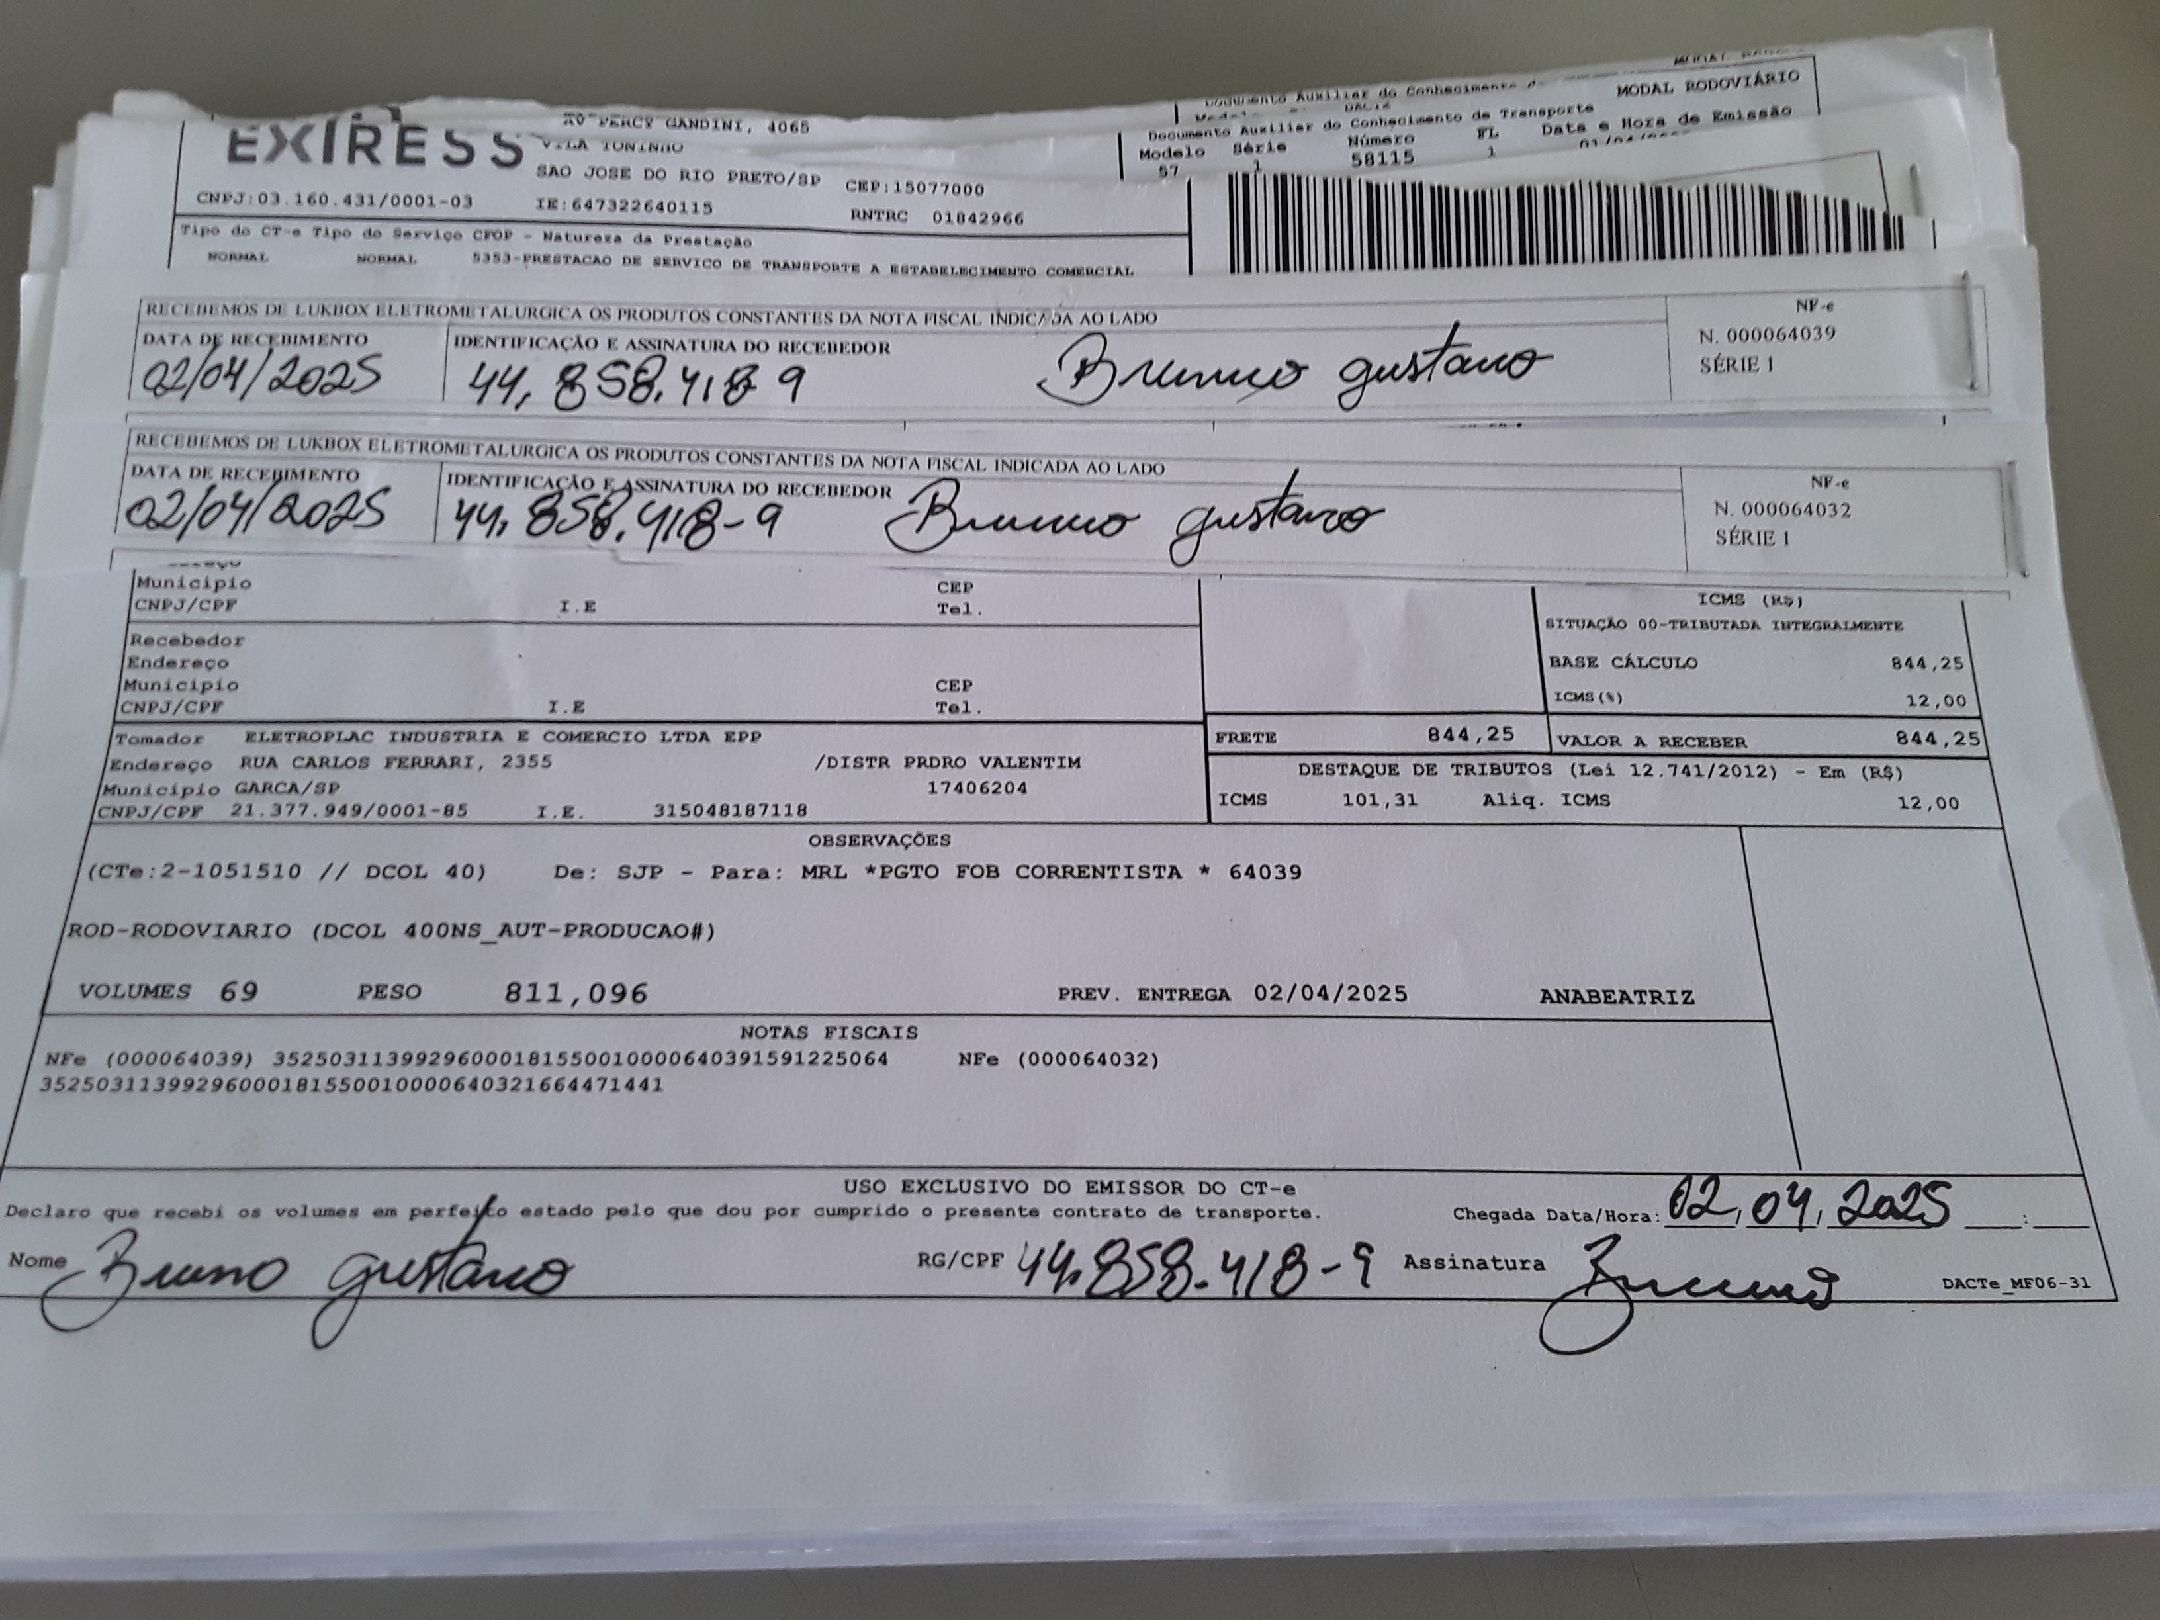 MODAL RODOVIÁRIO
Documento Auxiliar do Conhecimento
Documento Auxiliar do Conhecimento de Transporte
Modelo Série Número FL Data e Hora de Emissão
57 1 58115 1
EXPRESS
AV PERCY GANDINI, 4065
VILA TONINHO
SAO JOSE DO RIO PRETO/SP CEP:15077000
CNPJ:03.160.431/0001-03 IE:647322640115 RNTRC 01842966
Tipo do CT-e Tipo do Serviço CFOP - Natureza da Prestação
NORMAL NORMAL 5353-PRESTACAO DE SERVICO DE TRANSPORTE A ESTABELECIMENTO COMERCIAL
RECEBEMOS DE LUKBOX ELETROMETALURGICA OS PRODUTOS CONSTANTES DA NOTA FISCAL INDICADA AO LADO
NF-e
DATA DE RECEBIMENTO IDENTIFICAÇÃO E ASSINATURA DO RECEBEDOR N. 000064039
02/04/2025 44.858.418 9 Bruno gustavo SÉRIE 1
RECEBEMOS DE LUKBOX ELETROMETALURGICA OS PRODUTOS CONSTANTES DA NOTA FISCAL INDICADA AO LADO
NF-e
DATA DE RECEBIMENTO IDENTIFICAÇÃO E ASSINATURA DO RECEBEDOR N. 000064032
02/04/2025 44.858.418-9 Bruno gustavo SÉRIE 1
Município CEP
CNPJ/CPF I.E Tel.
Recebedor
Endereço
Município CEP
CNPJ/CPF I.E Tel.
ICMS (R$)
SITUAÇÃO 00-TRIBUTADA INTEGRALMENTE
BASE CÁLCULO 844,25
ICMS(%) 12,00
Tomador ELETROPLAC INDUSTRIA E COMERCIO LTDA EPP
Endereço RUA CARLOS FERRARI, 2355 /DISTR PRDRO VALENTIM
Município GARCA/SP 17406204
CNPJ/CPF 21.377.949/0001-85 I.E. 315048187118
FRETE 844,25 VALOR A RECEBER 844,25
DESTAQUE DE TRIBUTOS (Lei 12.741/2012) - Em (R$)
ICMS 101,31 Aliq. ICMS 12,00
OBSERVAÇÕES
(CTe:2-1051510 // DCOL 40) De: SJP - Para: MRL *PGTO FOB CORRENTISTA * 64039
ROD-RODOVIARIO (DCOL 400NS_AUT-PRODUCAO#)
VOLUMES 69 PESO 811,096 PREV. ENTREGA 02/04/2025 ANABEATRIZ
NOTAS FISCAIS
NFe (000064039) 35250311399296000181550010000640391591225064 NFe (000064032)
35250311399296000181550010000640321664471441
USO EXCLUSIVO DO EMISSOR DO CT-e
Declaro que recebi os volumes em perfeito estado pelo que dou por cumprido o presente contrato de transporte. Chegada Data/Hora: 02,04,2025 __:__
Nome Bruno gustavo RG/CPF 44.858.418-9 Assinatura Bruno
DACTe_MF06-31